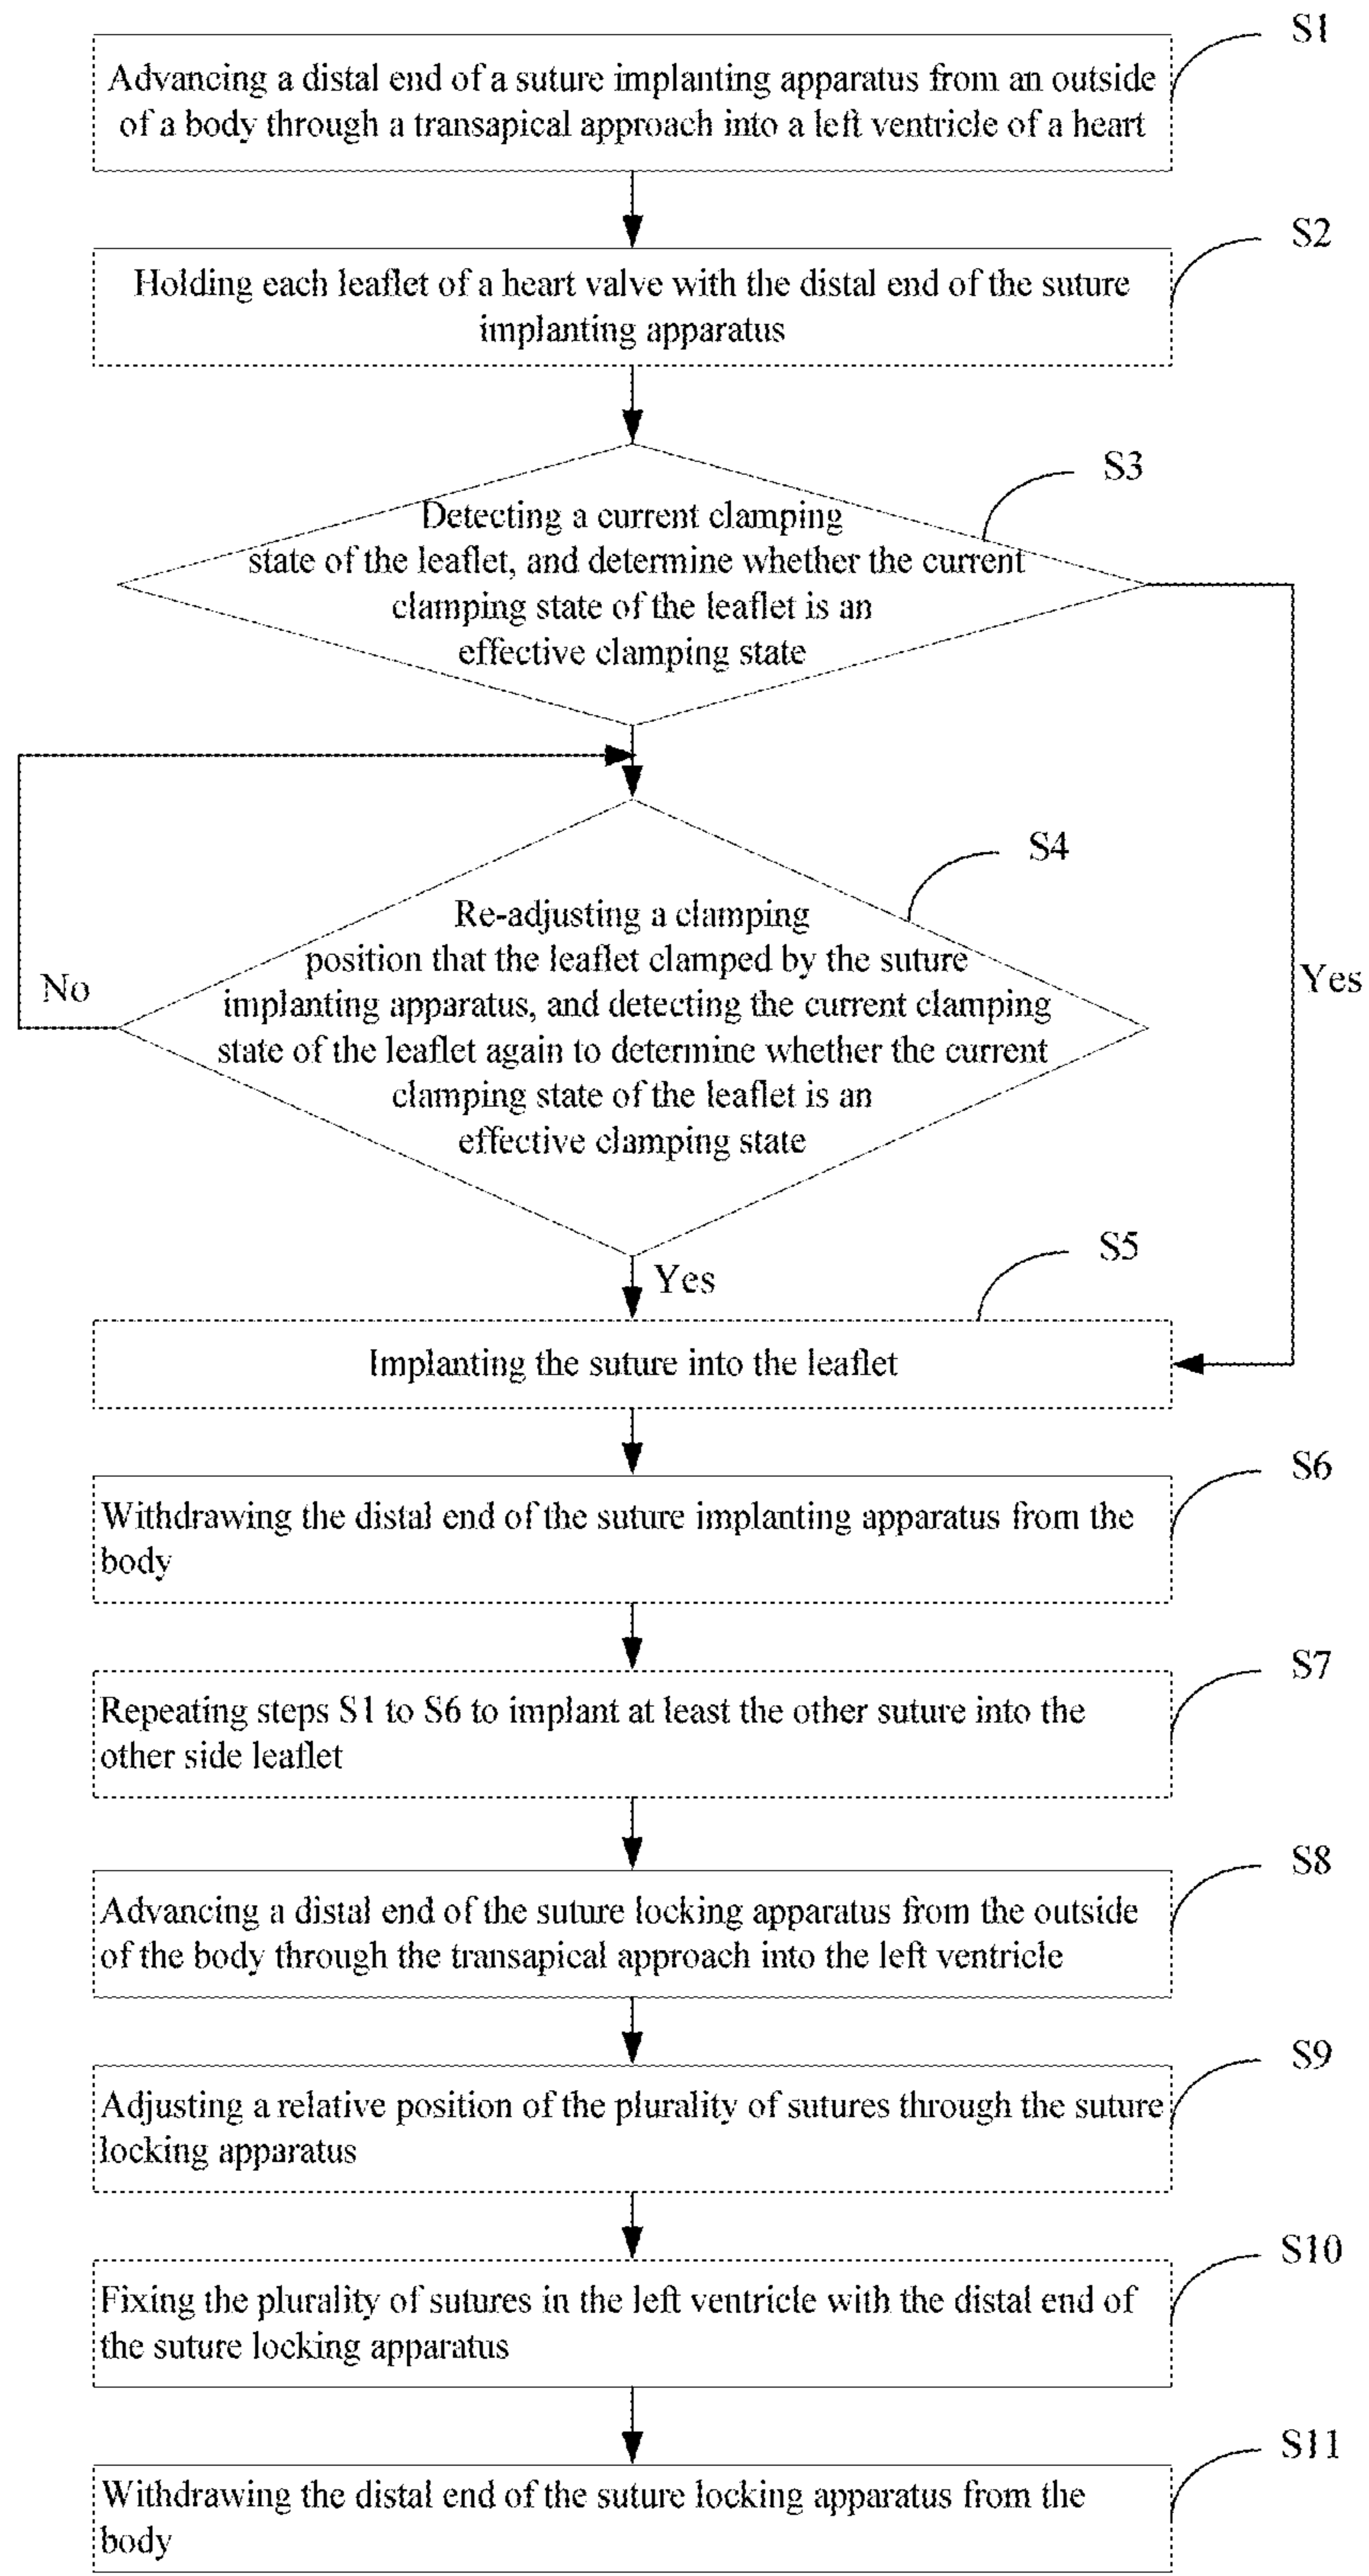 S1
Advancing a distal end of a suture implanting apparatus from an outside
of a body through a transapical approach into a left ventricle of a heart
S2
Holding each leaflet of a heart valve with the distal end of the suture
implanting apparatus
S3
Detecting a current clamping
state of the leaflet, and determine whether the current
clamping state of the leaflet is an
effective clamping state
S4
Re-adjusting a clamping
position that the leaflet clamped by the suture
implanting apparatus, and detecting the current clamping
state of the leaflet again to determine whether the current
clamping state of the leaflet is an
effective clamping state
No
Yes
Yes
S5
Implanting the suture into the leaflet
S6
Withdrawing the distal end of the suture implanting apparatus from the
body
S7
Repeating steps S1 to S6 to implant at least the other suture into the
other side leaflet
S8
Advancing a distal end of the suture locking apparatus from the outside
of the body through the transapical approach into the left ventricle
S9
Adjusting a relative position of the plurality of sutures through the suture
locking apparatus
S10
Fixing the plurality of sutures in the left ventricle with the distal end of
the suture locking apparatus
S11
Withdrawing the distal end of the suture locking apparatus from the
body